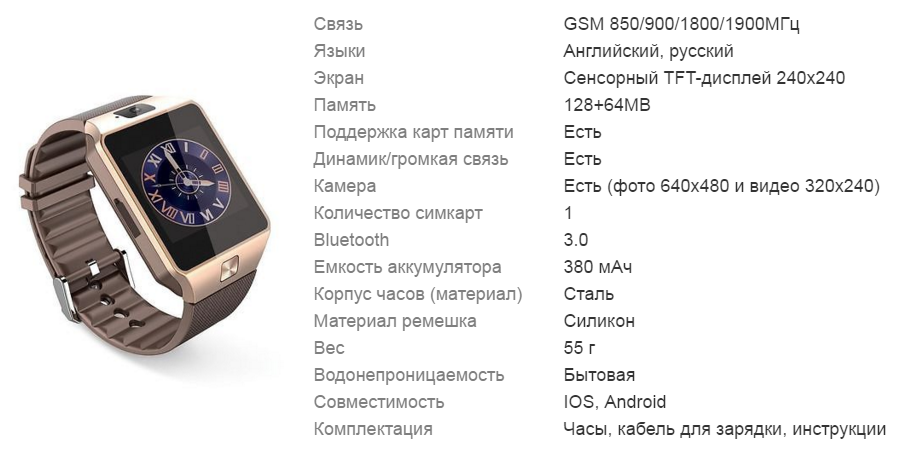 Связь GSM 850/900/1800/1900МГц
Языки Английский, русский
Экран Сенсорный TFT-дисплей 240x240
Память 128+64MB
Поддержка карт памяти Есть
Динамик/громкая связь Есть
Камера Есть (фото 640x480 и видео 320x240)
Количество симкарт 1
Bluetooth 3.0
Емкость аккумулятора 380 мАч
Корпус часов (материал) Сталь
Материал ремешка Силикон
Вес 55 г
Водонепроницаемость Бытовая
Совместимость IOS, Android
Комплектация Часы, кабель для зарядки, инструкции